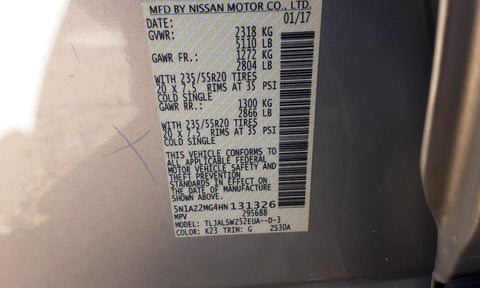 MFD BY NISSAN MOTOR CO., LTD.
DATE: 01/17
GVWR: 2318 KG
5110 LB
GAWR FR.: 1272 KG
2804 LB
WITH 235/55R20 TIRES
20 X 7.5 RIMS AT 35 PSI
COLD SINGLE
GAWR RR.: 1300 KG
2866 LB
WITH 235/55R20 TIRES
20 X 7.5 RIMS AT 35 PSI
COLD SINGLE
THIS VEHICLE CONFORMS TO
ALL APPLICABLE FEDERAL
MOTOR VEHICLE SAFETY
STANDARDS IN EFFECT ON
THE DATE OF MANUFACTURE
SHOWN ABOVE.
5N1AZ2MG4HN131326
MPV 295688
MODEL: TLJALSWZ52EUA--D-3
COLOR: K23 TRIM: G ZS30A